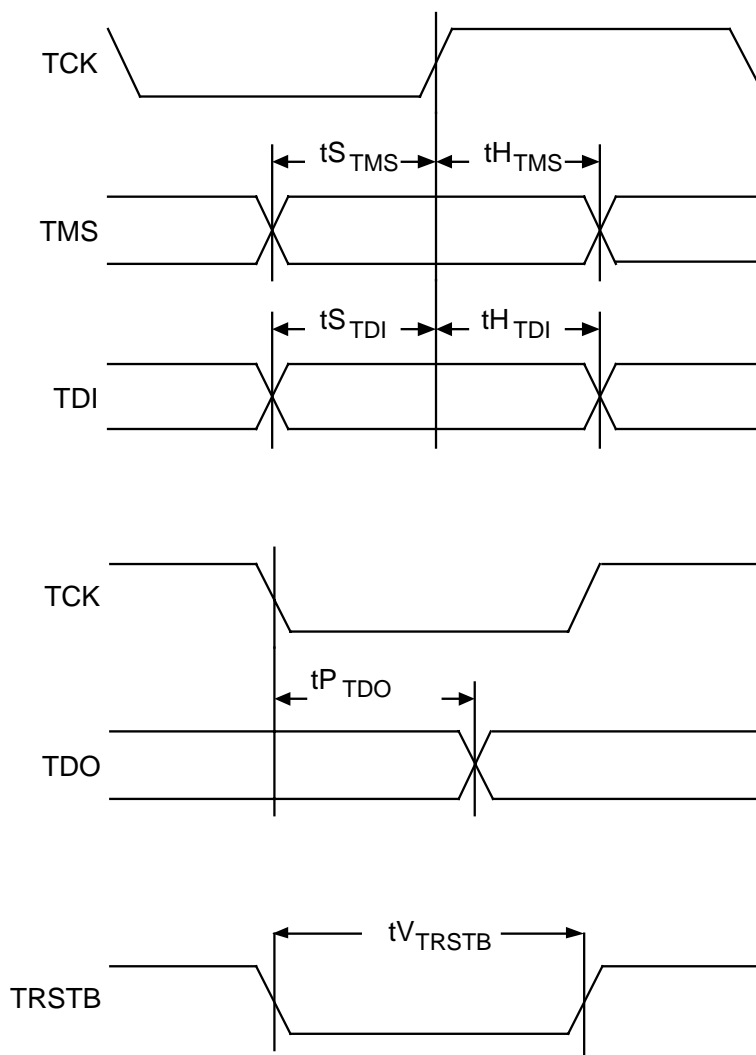 TCK
tS TMS tH TMS
TMS
tS TDI tH TDI
TDI
TCK
tP TDO
TDO
tV TRSTB
TRSTB